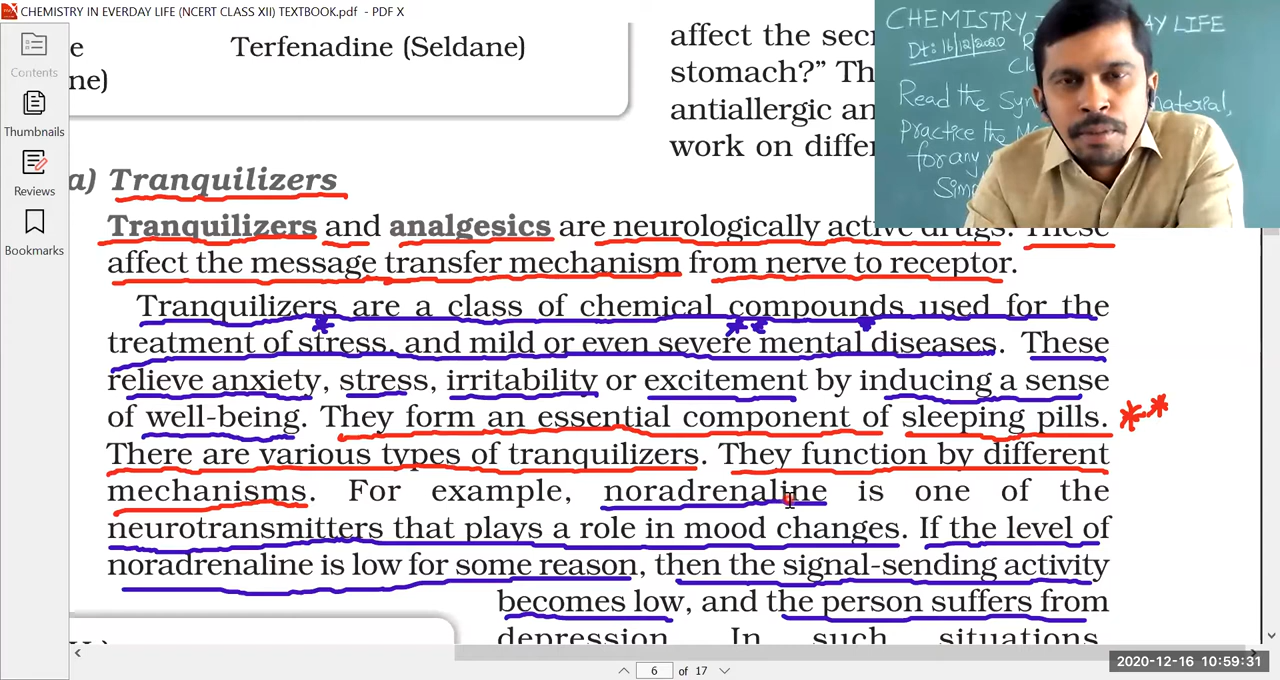 CHEMISTRY IN EVERDAY LIFE (NCERT CLASS XII) TEXTBOOK.pdf - PDF X
Contents
Thumbnails
Reviews
Bookmarks
Terfenadine (Seldane)
ne)
affect the
stomach?"
antiallergic
work on
CHEMISTRY LIFE
Dt: 16/12/2020
Read the material,
Practice the
for any
a) Tranquilizers
Tranquilizers and analgesics are neurologically active drugs. These
affect the message transfer mechanism from nerve to receptor.
Tranquilizers are a class of chemical compounds used for the
treatment of stress, and mild or even severe mental diseases. These
relieve anxiety, stress, irritability or excitement by inducing a sense
of well-being. They form an essential component of sleeping pills.
There are various types of tranquilizers. They function by different
mechanisms. For example, noradrenaline is one of the
neurotransmitters that plays a role in mood changes. If the level of
noradrenaline is low for some reason, then the signal-sending activity
becomes low, and the person suffers from
depression. In such situations,
6 of 17
2020-12-16 10:59:31